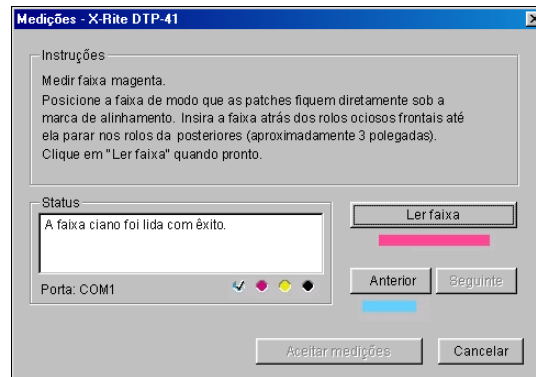 Medições - X-Rite DTP-41
Instruções
Medir faixa magenta.
Posicione a faixa de modo que as patches fiquem diretamente sob a
marca de alinhamento. Insira a faixa atrás dos rolos ociosos frontais até
ela parar nos rolos da posteriores (aproximadamente 3 polegadas).
Clique em "Ler faixa" quando pronto.
Status
A faixa ciano foi lida com êxito.
Ler faixa
Porta: COM1
Anterior
Seguinte
Aceitar medições
Cancelar